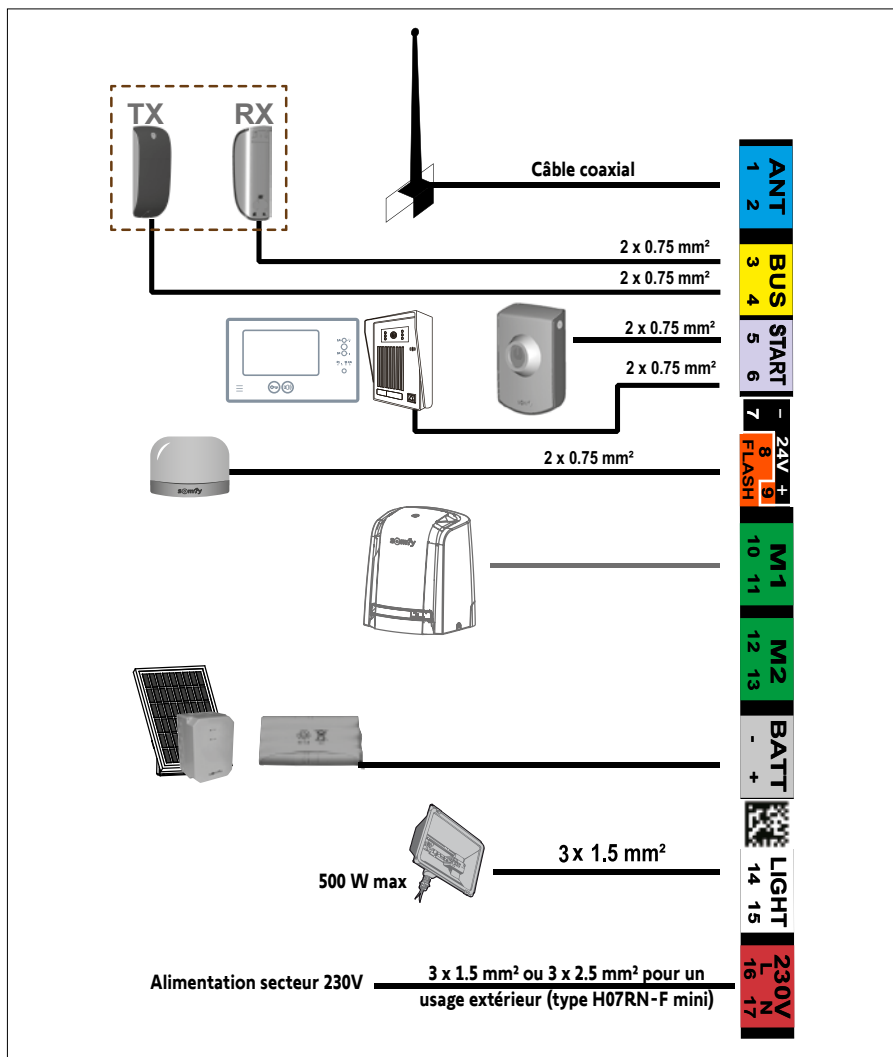 TX RX
Câble coaxial
ANT
1 2
2 x 0.75 mm²
2 x 0.75 mm²
BUS
3 4
2 x 0.75 mm²
2 x 0.75 mm²
START
5 6
somfy
2 x 0.75 mm²
- 24V +
7 8 9
FLASH
somfy
M1
10 11
M2
12 13
BATT
- +
500 W max
3 x 1.5 mm²
LIGHT
14 15
Alimentation secteur 230V
3 x 1.5 mm² ou 3 x 2.5 mm² pour un
usage extérieur (type H07RN-F mini)
230V
L N
16 17